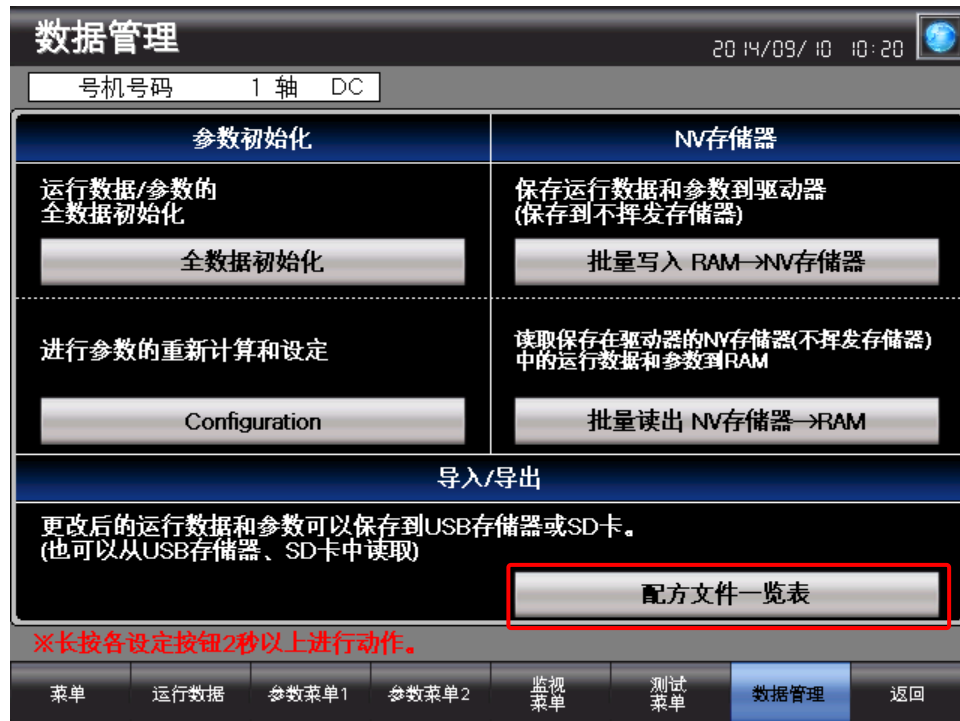 数据管理
2014/09/10 10:20
号机号码 1 轴 DC
参数初始化
NV存储器
运行数据/参数的
全数据初始化
全数据初始化
保存运行数据和参数到驱动器
(保存到不挥发存储器)
批量写入 RAM→NV存储器
进行参数的重新计算和设定
Configuration
读取保存在驱动器的NV存储器(不挥发存储器)
中的运行数据和参数到RAM
批量读出 NV存储器→RAM
导入/导出
更改后的运行数据和参数可以保存到USB存储器或SD卡。
(也可以从USB存储器、SD卡中读取)
配方文件一览表
※长按各设定按钮2秒以上进行动作。
菜单
运行数据
参数菜单1
参数菜单2
监视
菜单
测试
菜单
数据管理
返回